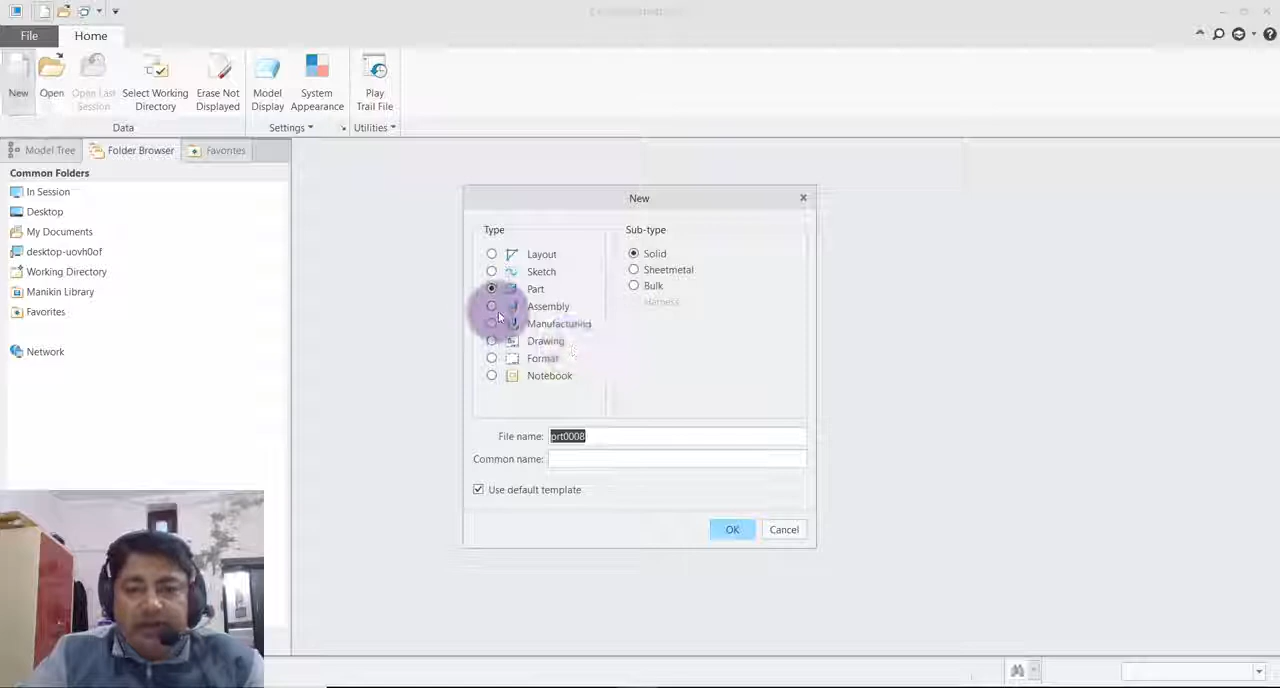 File Home
New Open Open Last Session Select Working Directory Erase Not Displayed Model Display System Appearance Play Trail File
Data Settings Utilities
Model Tree Folder Browser Favorites
Common Folders
In Session
Desktop
My Documents
desktop-uovh0of
Working Directory
Manikin Library
Favorites
Network
New
Type Sub-type
Layout Solid
Sketch Sheetmetal
Part Bulk
Assembly Harness
Manufacturing
Drawing
Format
Notebook
File name: prt0008
Common name:
Use default template
OK Cancel